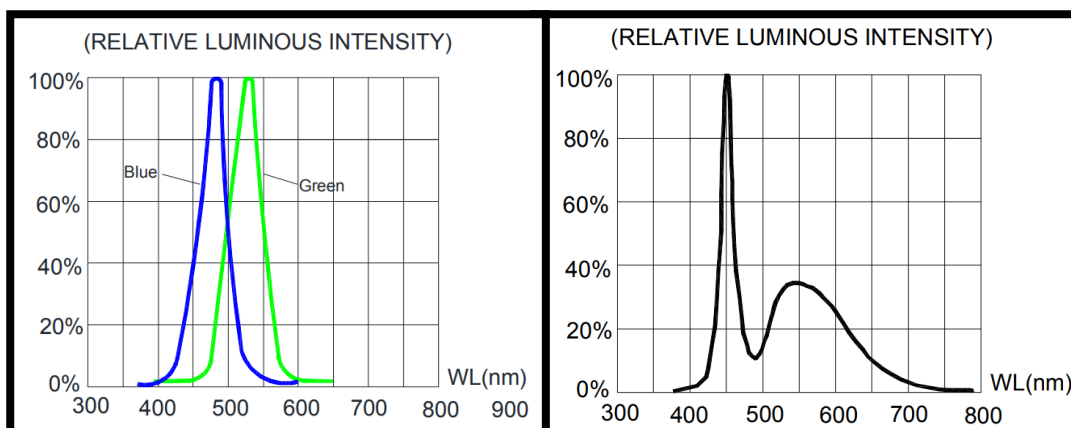 (RELATIVE LUMINOUS INTENSITY)
100%
80%
60%
40%
20%
0%
Blue
Green
WL(nm)
300 400 500 600 700 800 900
(RELATIVE LUMINOUS INTENSITY)
100%
80%
60%
40%
20%
0%
WL(nm)
300 400 500 600 700 800